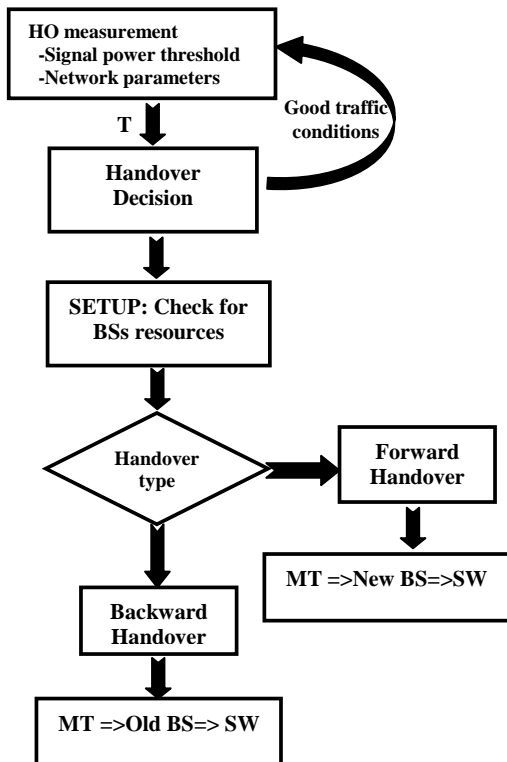 HO measurement
-Signal power threshold
-Network parameters
Good traffic
conditions
T
Handover
Decision
SETUP: Check for
BSs resources
Handover
type
Forward
Handover
MT =>New BS=>SW
Backward
Handover
MT =>Old BS=> SW